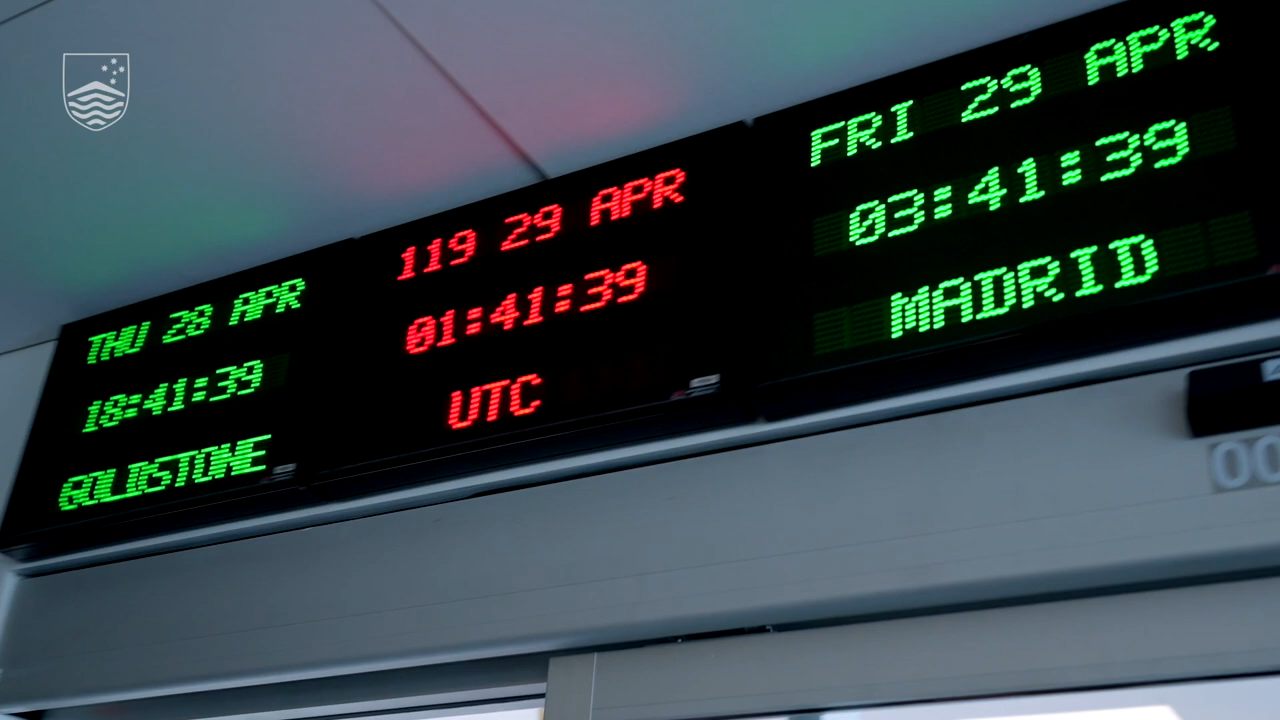 THU 28 APR
18:41:39
GOLDSTONE
119 29 APR
01:41:39
UTC
FRI 29 APR
03:41:39
MADRID
00